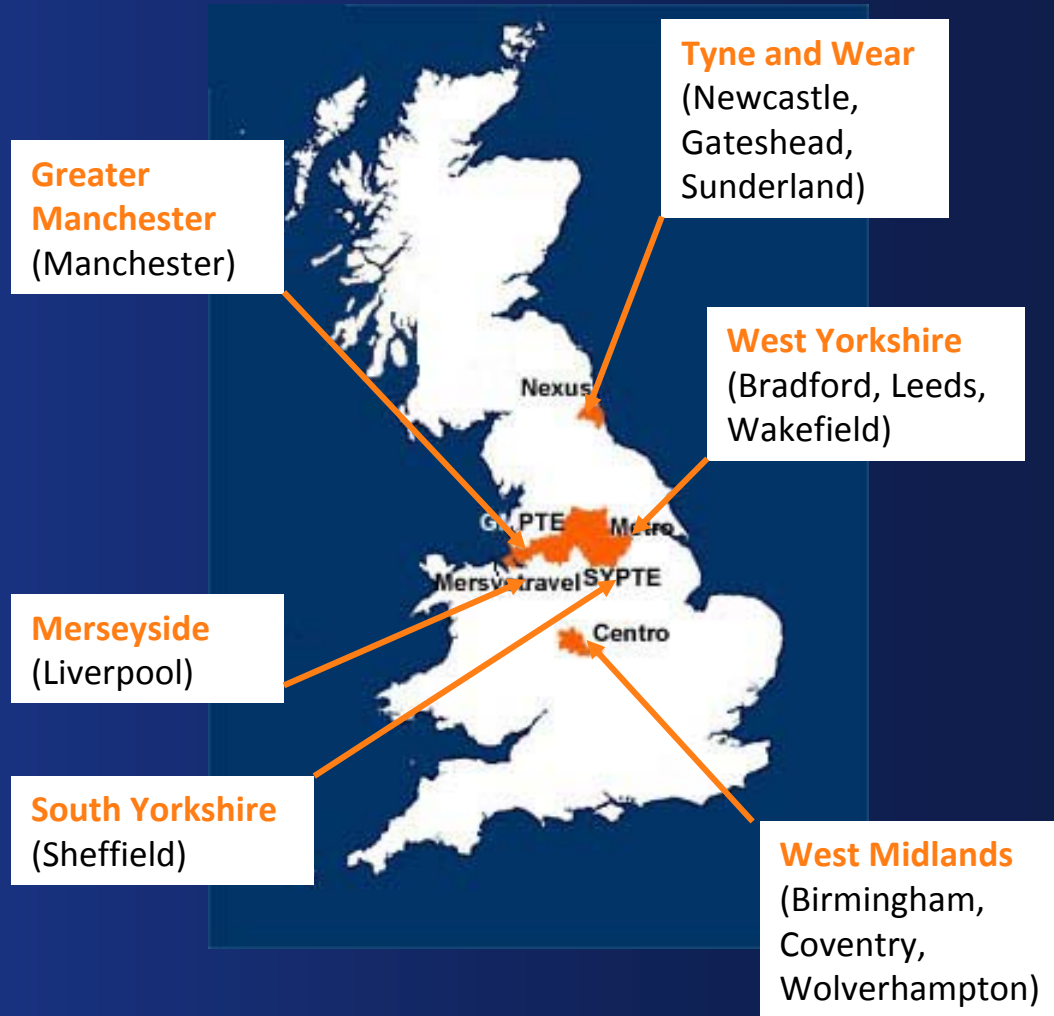 Tyne and Wear
(Newcastle,
Gateshead,
Sunderland)
Greater
Manchester
(Manchester)
West Yorkshire
(Bradford, Leeds,
Wakefield)
Nexus
PTE
Metro
SYPTE
Centro
Merseyside
(Liverpool)
South Yorkshire
(Sheffield)
West Midlands
(Birmingham,
Coventry,
Wolverhampton)